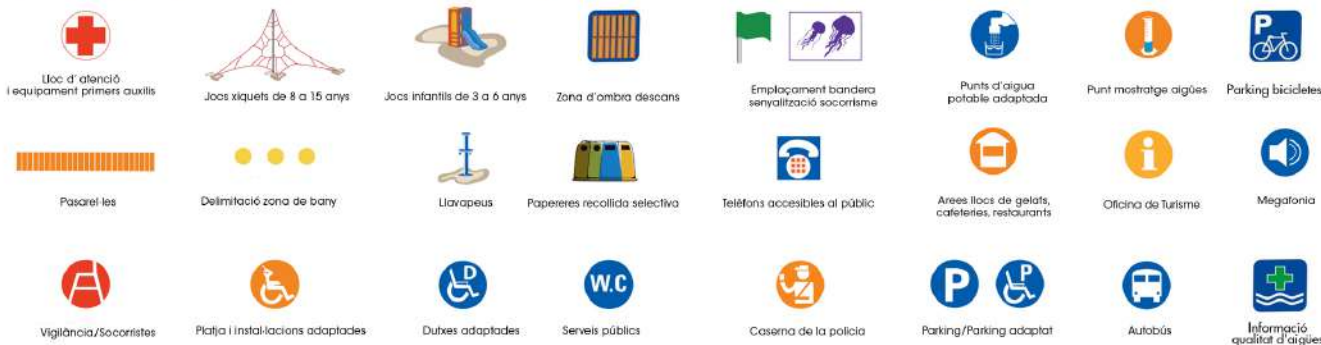 Lloc d' atenció
i equipament primers auxilis
Jocs xiquets de 8 a 15 anys
Jocs infantils de 3 a 6 anys
Zona d'ombra descans
Emplaçament bandera
senyalització socorrisme
Punts d'aigua
potable adaptada
Punt mostratge aigües
P
Parking bicicletes
Pasarel·les
Delimitació zona de bany
Llavapeus
Papereres recollida selectiva
Telèfons accesibles al públic
Arees llocs de gelats,
cafeteries, restaurants
i
Oficina de Turisme
Megafonia
Vigilància/Socorristes
Platja i instal·lacions adaptades
D
Dutxes adaptades
W.C
Serveis públics
Caserna de la policia
P P
Parking/Parking adaptat
Autobús
Informació
qualitat d'aigües